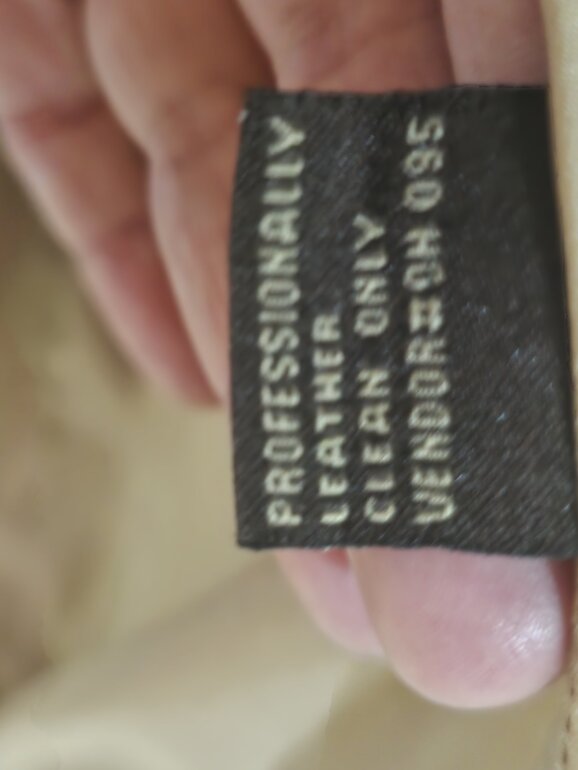 PROFESSIONALLY
LEATHER
CLEAN ONLY
VENDOR#OH 095